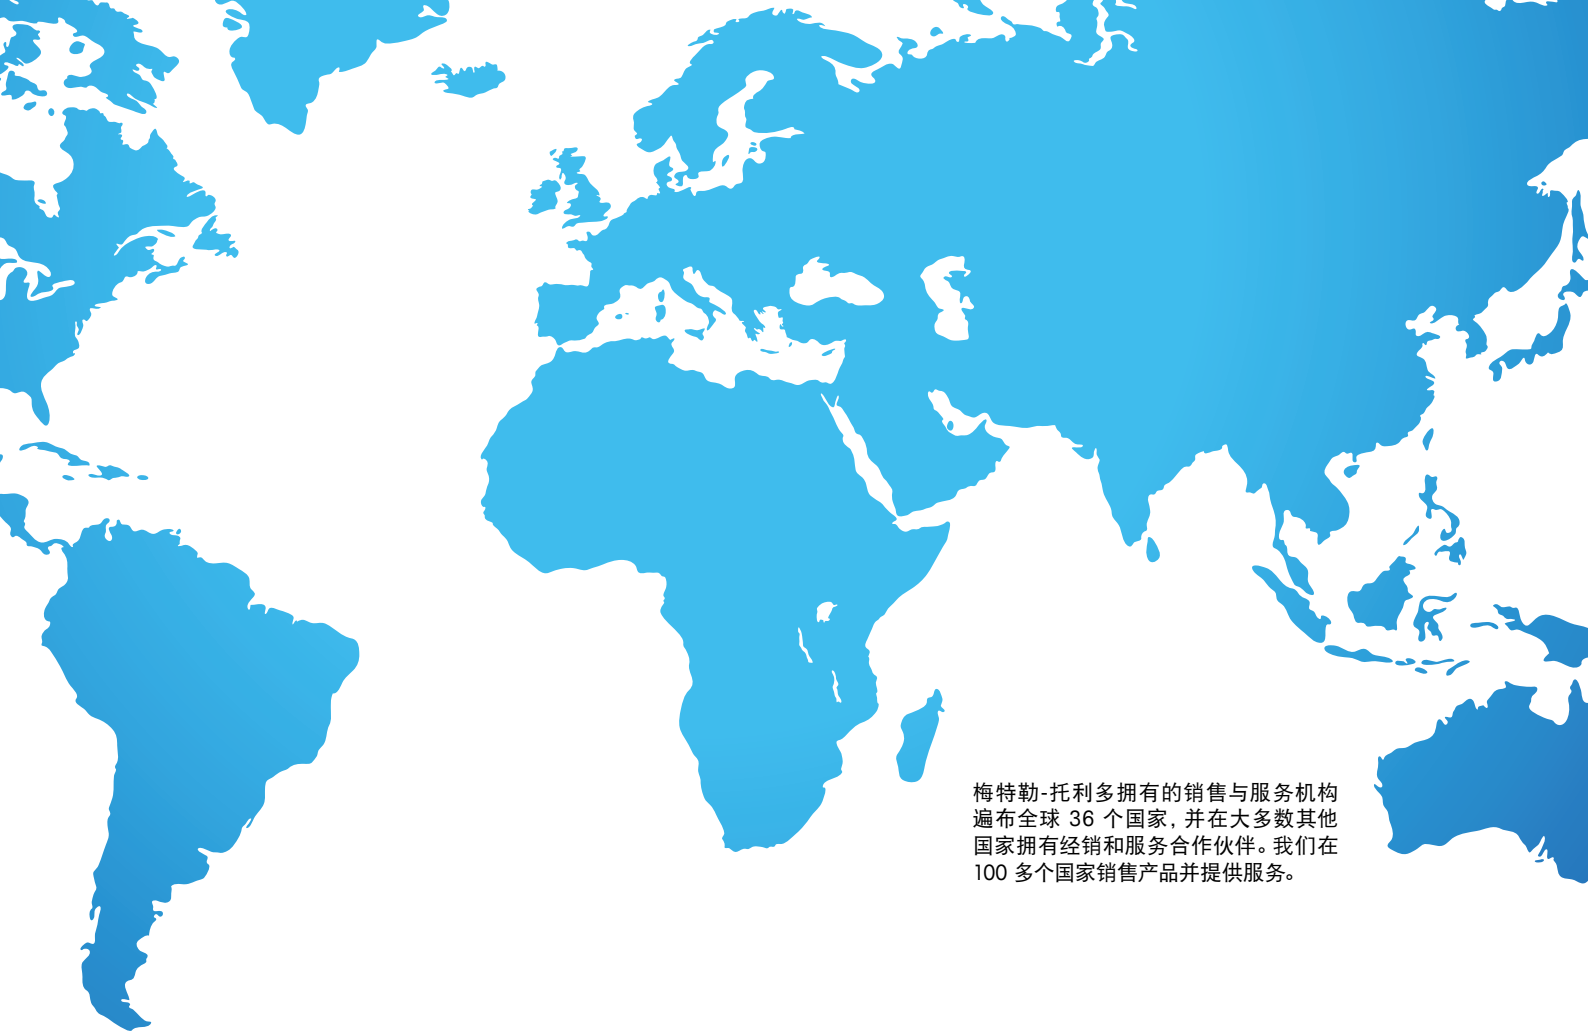 梅特勒-托利多拥有的销售与服务机构
遍布全球 36 个国家，并在大多数其他
国家拥有经销和服务合作伙伴。我们在
100 多个国家销售产品并提供服务。